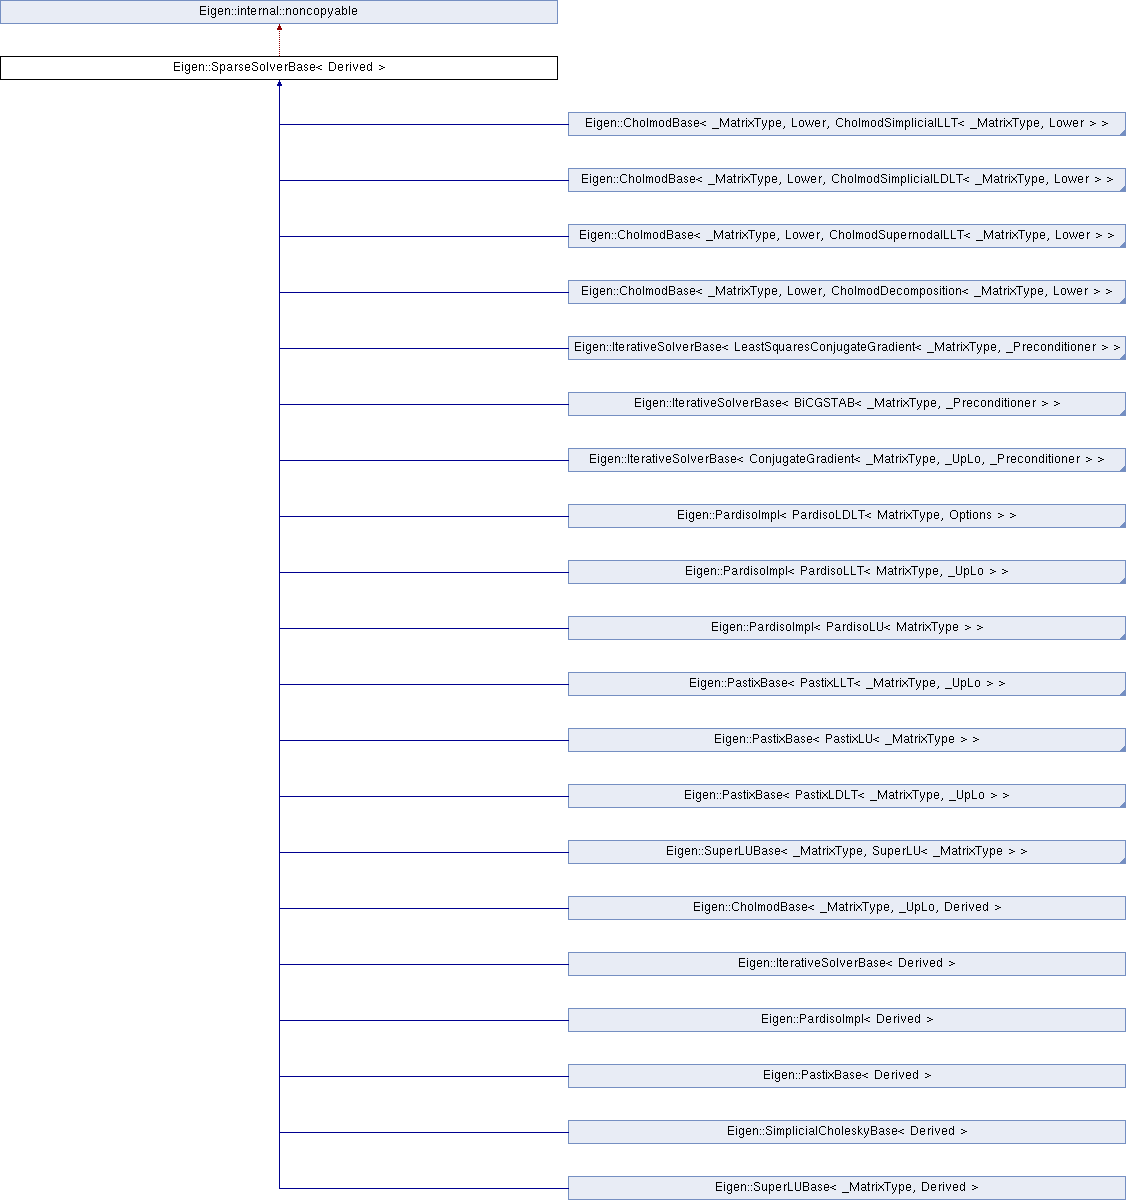 Eigen::internal::noncopyable
Eigen::SparseSolverBase< Derived >
Eigen::CholmodBase< _MatrixType, Lower, CholmodSimplicialLLT< _MatrixType, Lower > >
Eigen::CholmodBase< _MatrixType, Lower, CholmodSimplicialLDLT< _MatrixType, Lower > >
Eigen::CholmodBase< _MatrixType, Lower, CholmodSupernodalLLT< _MatrixType, Lower > >
Eigen::CholmodBase< _MatrixType, Lower, CholmodDecomposition< _MatrixType, Lower > >
Eigen::IterativeSolverBase< LeastSquaresConjugateGradient< _MatrixType, _Preconditioner > >
Eigen::IterativeSolverBase< BiCGSTAB< _MatrixType, _Preconditioner > >
Eigen::IterativeSolverBase< ConjugateGradient< _MatrixType, _UpLo, _Preconditioner > >
Eigen::PardisoImpl< PardisoLDLT< MatrixType, Options > >
Eigen::PardisoImpl< PardisoLLT< MatrixType, _UpLo > >
Eigen::PardisoImpl< PardisoLU< MatrixType > >
Eigen::PastixBase< PastixLLT< _MatrixType, _UpLo > >
Eigen::PastixBase< PastixLU< _MatrixType > >
Eigen::PastixBase< PastixLDLT< _MatrixType, _UpLo > >
Eigen::SuperLUBase< _MatrixType, SuperLU< _MatrixType > >
Eigen::CholmodBase< _MatrixType, _UpLo, Derived >
Eigen::IterativeSolverBase< Derived >
Eigen::PardisoImpl< Derived >
Eigen::PastixBase< Derived >
Eigen::SimplicialCholeskyBase< Derived >
Eigen::SuperLUBase< _MatrixType, Derived >